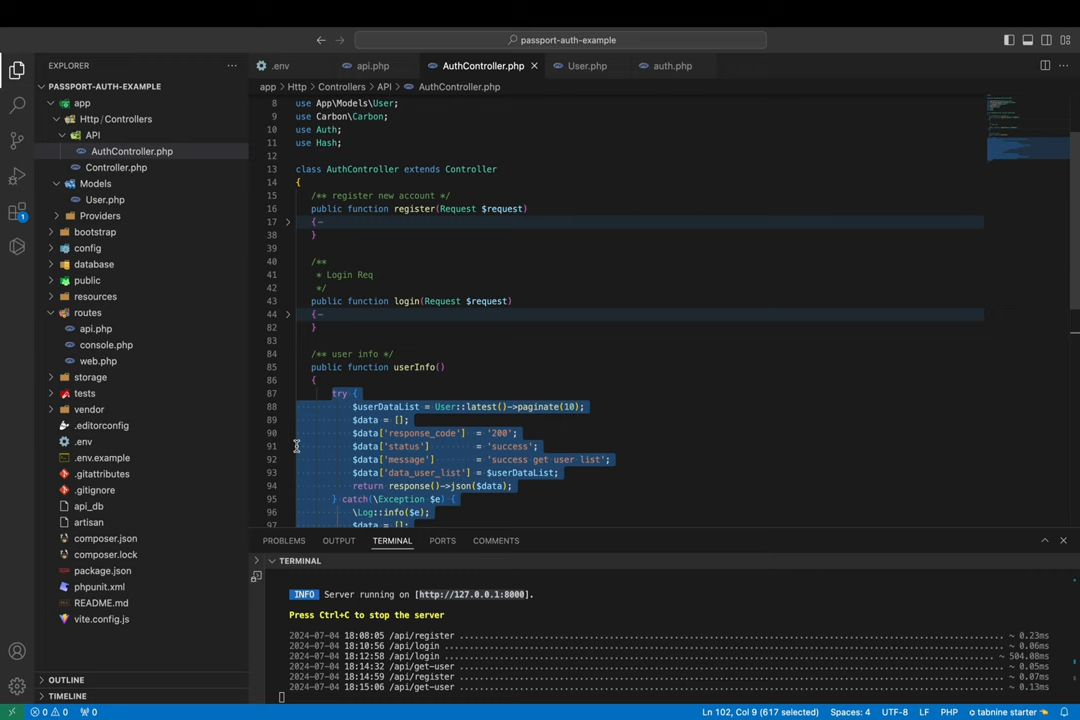 passport-auth-example
EXPLORER
PASSPORT-AUTH-EXAMPLE
app
Http / Controllers
API
AuthController.php
Controller.php
Models
User.php
Providers
bootstrap
config
database
public
resources
routes
api.php
console.php
web.php
storage
tests
vendor
.editorconfig
.env
.env.example
.gitattributes
.gitignore
api_db
artisan
composer.json
composer.lock
package.json
phpunit.xml
README.md
vite.config.js
OUTLINE
TIMELINE
1
.env
api.php
AuthController.php
User.php
auth.php
app > Http > Controllers > API > AuthController.php
8 use App\Models\User;
9 use Carbon\Carbon;
10 use Auth;
11 use Hash;
12
13 class AuthController extends Controller
14 {
15 /** register new account */
16 public function register(Request $request)
17 {
38 }
39
40 /**
41 * Login Req
42 */
43 public function login(Request $request)
44 {
82 }
83
84 /** user info */
85 public function userInfo()
86 {
87 try {
88 $userDataList = User::latest()->paginate(10);
89 $data = [];
90 $data['response_code'] = '200';
91 $data['status'] = 'success';
92 $data['message'] = 'success get user list';
93 $data['data_user_list'] = $userDataList;
94 return response()->json($data);
95 } catch(\Exception $e) {
96 \Log::info($e);
97 $data = [];
PROBLEMS OUTPUT TERMINAL PORTS COMMENTS
TERMINAL
INFO Server running on [http://127.0.0.1:8000].
Press Ctrl+C to stop the server
2024-07-04 18:08:05 /api/register ~ 0.23ms
2024-07-04 18:10:56 /api/login ~ 0.06ms
2024-07-04 18:12:58 /api/login ~ 504.08ms
2024-07-04 18:14:32 /api/get-user ~ 0.05ms
2024-07-04 18:14:59 /api/register ~ 0.07ms
2024-07-04 18:15:06 /api/get-user ~ 0.13ms
0 0 0 Ln 102, Col 9 (617 selected) Spaces: 4 UTF-8 LF PHP tabnine starter